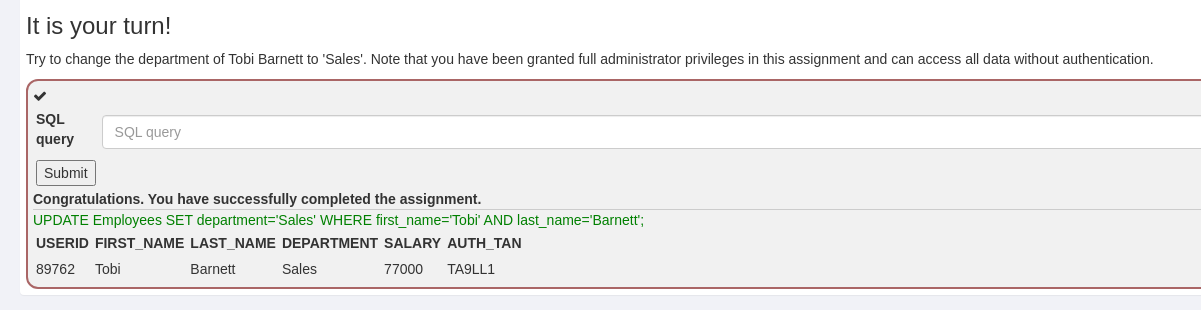 It is your turn!
Try to change the department of Tobi Barnett to 'Sales'. Note that you have been granted full administrator privileges in this assignment and can access all data without authentication.
SQL
query
SQL query
Submit
Congratulations. You have successfully completed the assignment.
UPDATE Employees SET department='Sales' WHERE first_name='Tobi' AND last_name='Barnett';
USERID FIRST_NAME LAST_NAME DEPARTMENT SALARY AUTH_TAN
89762 Tobi Barnett Sales 77000 TA9LL1